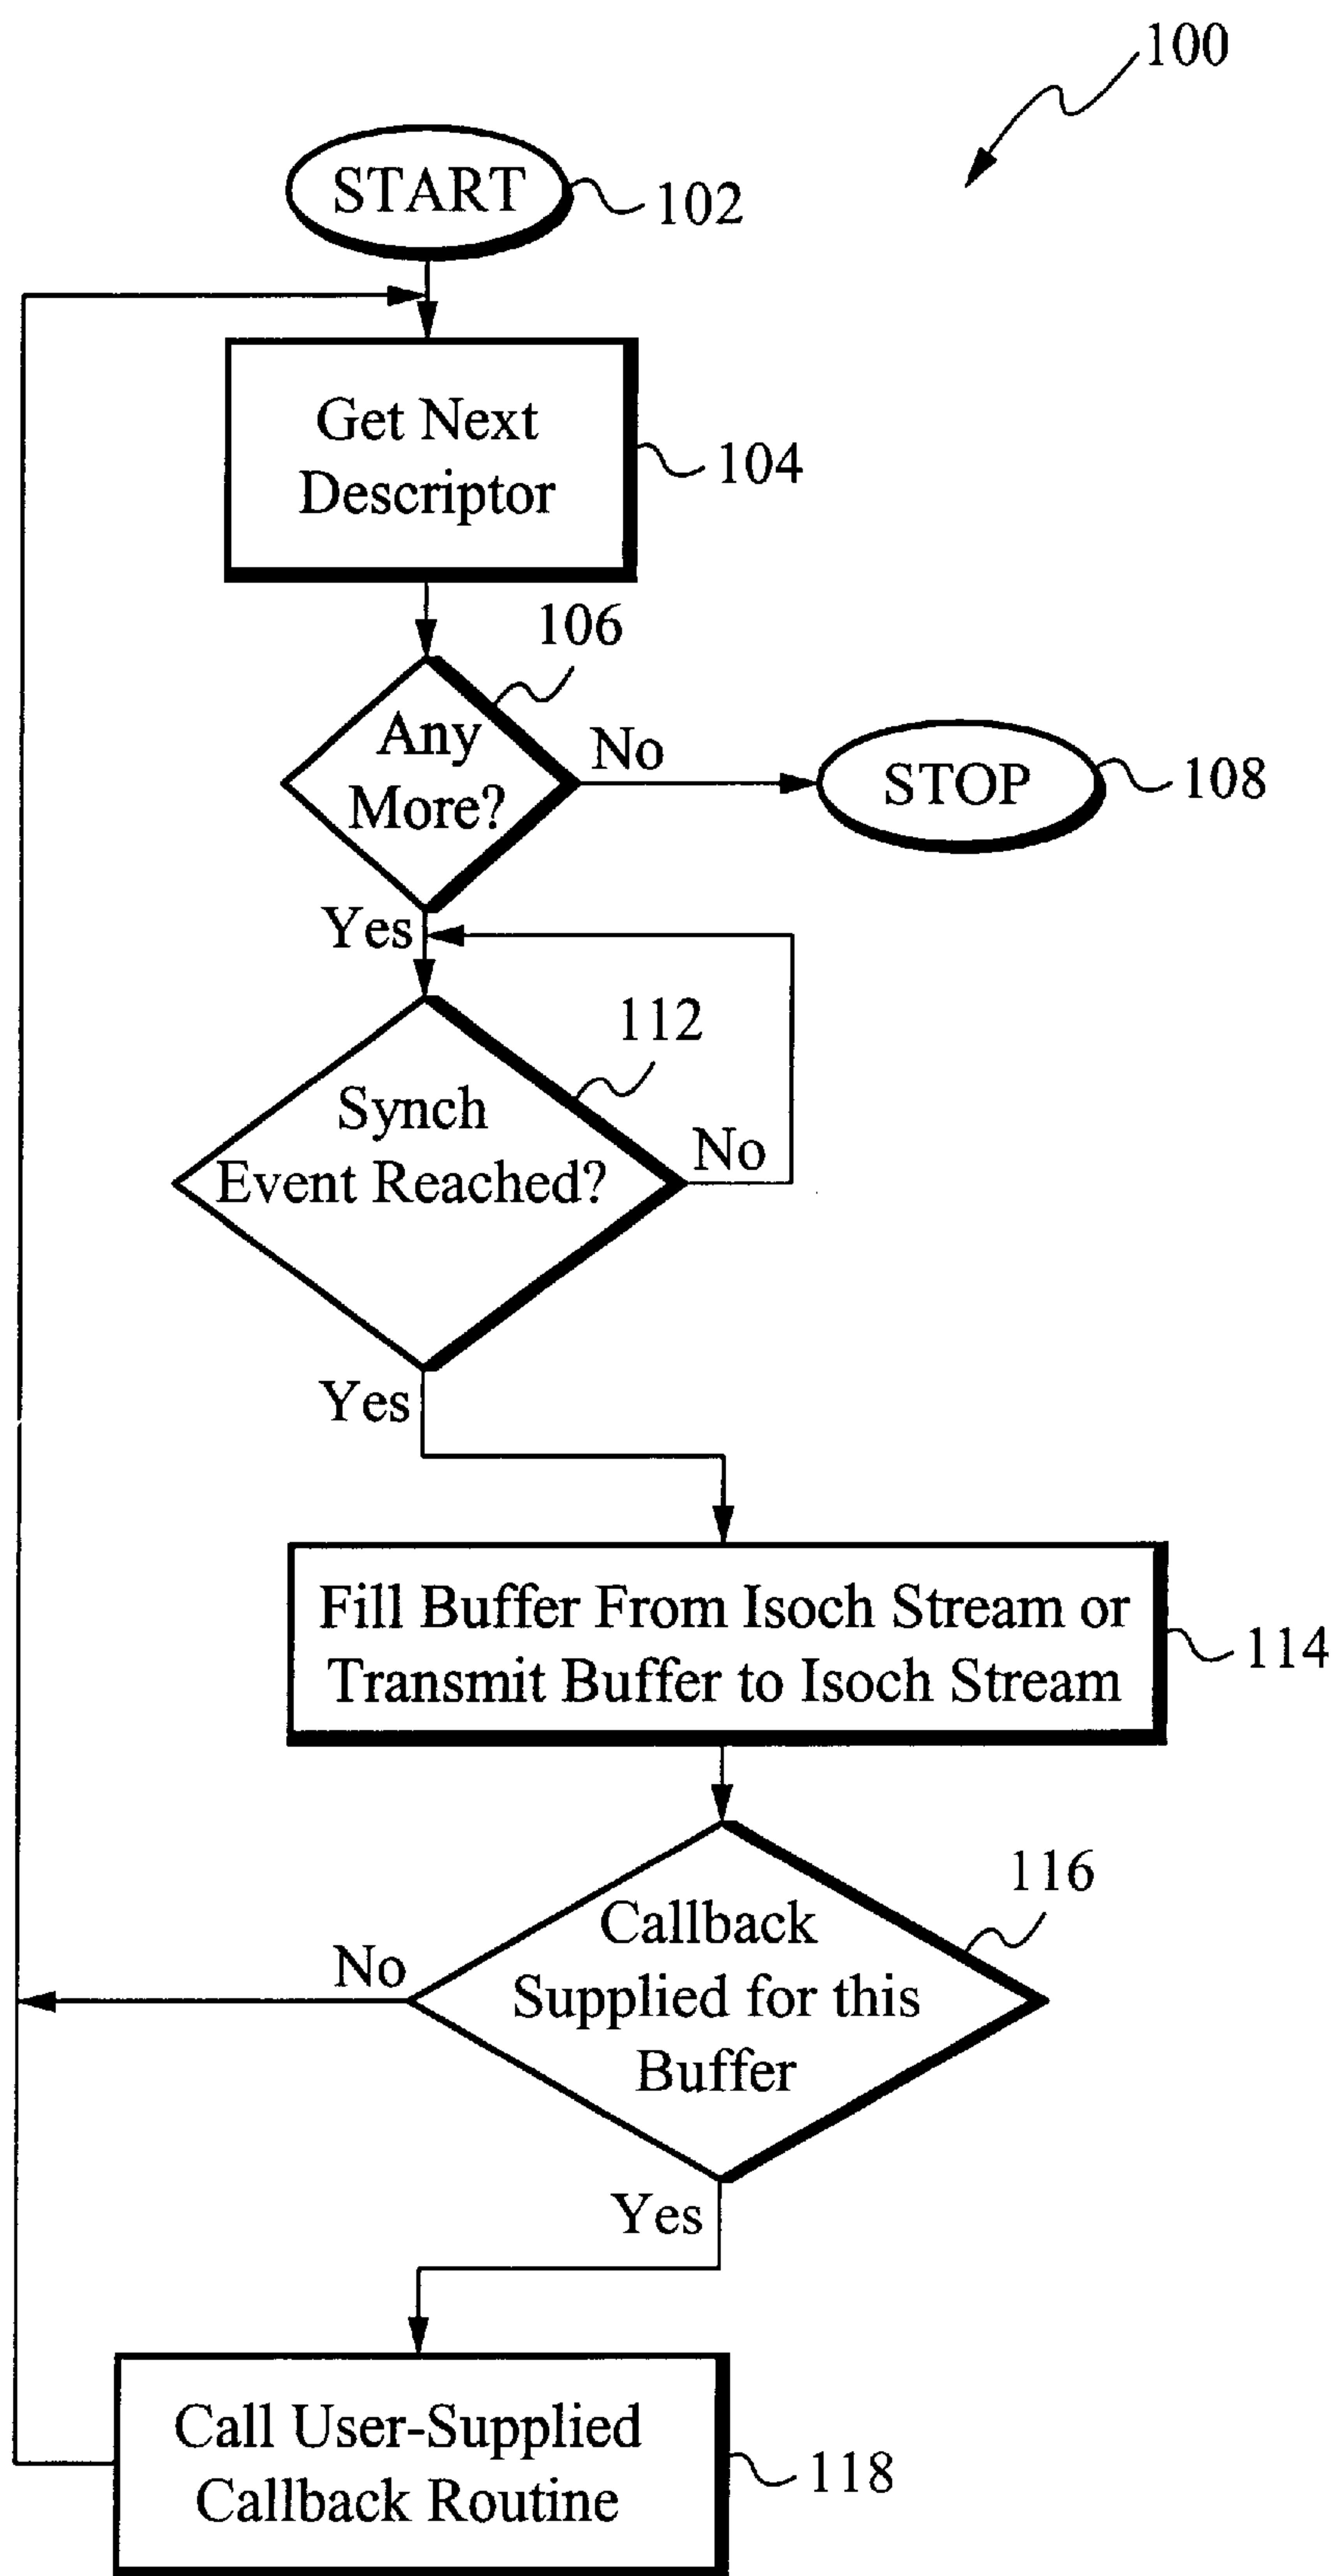 100
START
102
Get Next
Descriptor
104
106
Any
More?
No
STOP
108
Yes
112
Synch
Event Reached?
No
Yes
Fill Buffer From Isoch Stream or
Transmit Buffer to Isoch Stream
114
116
Callback
Supplied for this
Buffer
No
Yes
Call User-Supplied
Callback Routine
118